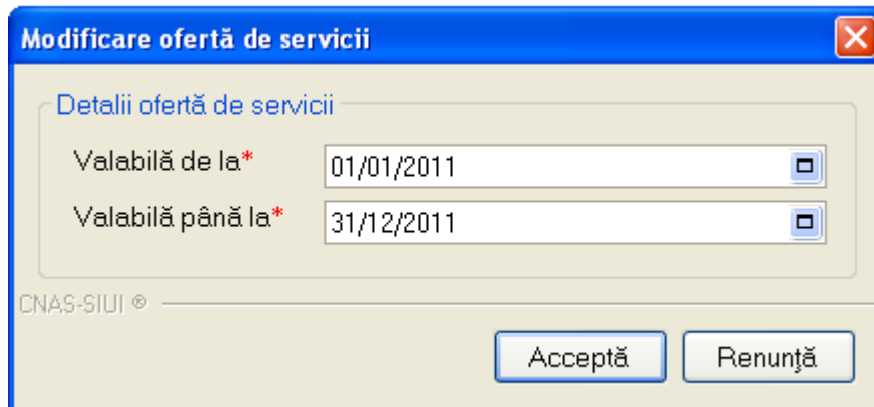 Modificare ofertă de servicii
Detalii ofertă de servicii
Valabilă de la* 01/01/2011
Valabilă până la* 31/12/2011
CNAS-SIUI ®
Acceptă Renunţă